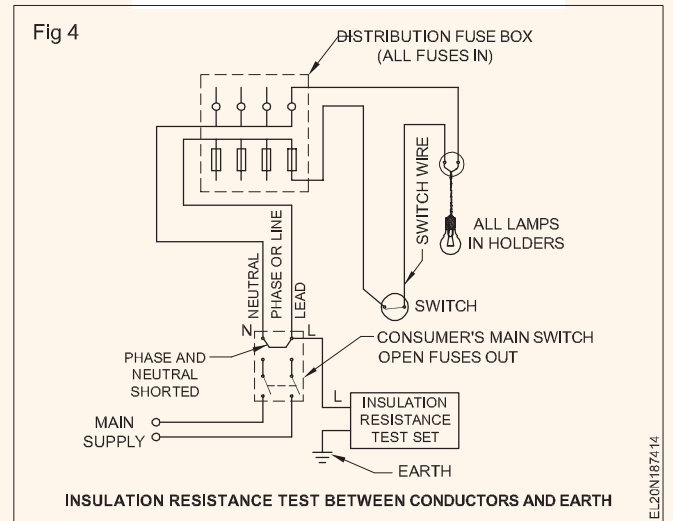 Fig 4
DISTRIBUTION FUSE BOX
(ALL FUSES IN)
SWITCH WIRE
ALL LAMPS
IN HOLDERS
NEUTRAL
PHASE OR LINE
LEAD
SWITCH
N
L
CONSUMER'S MAIN SWITCH
OPEN FUSES OUT
PHASE AND
NEUTRAL
SHORTED
L
INSULATION
RESISTANCE
TEST SET
MAIN
SUPPLY
EARTH
INSULATION RESISTANCE TEST BETWEEN CONDUCTORS AND EARTH
EL20N187414